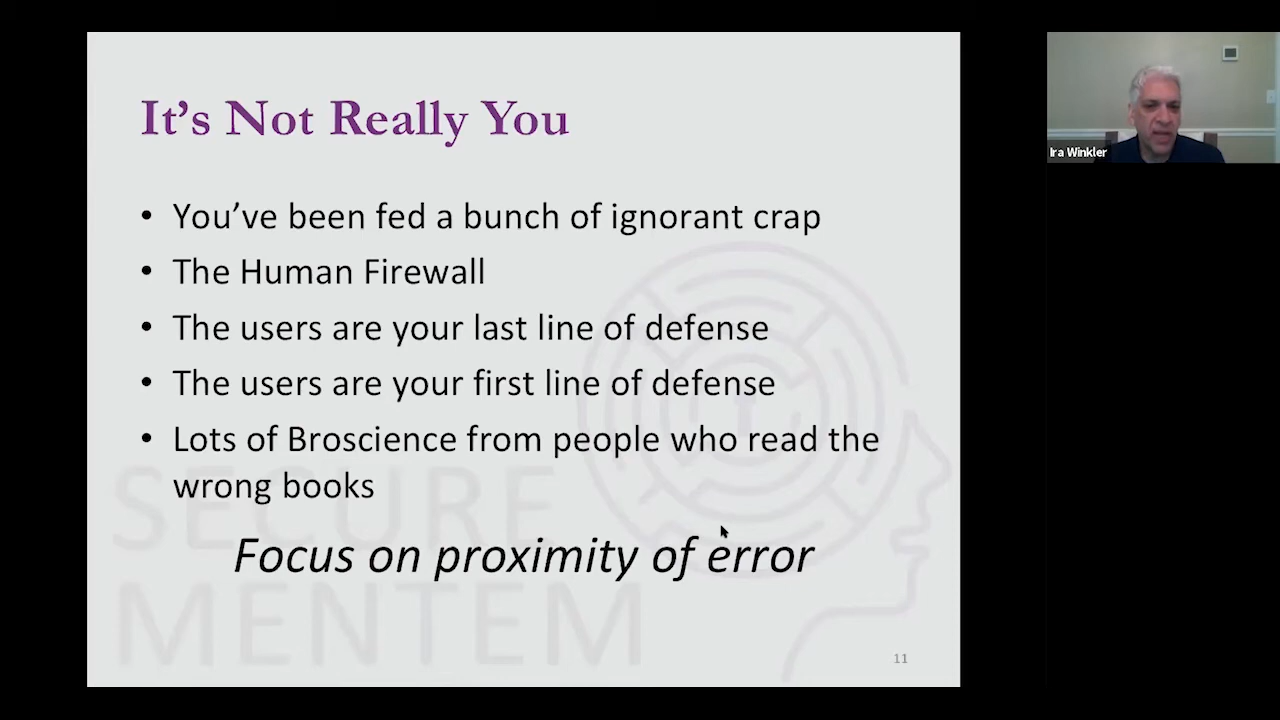 It's Not Really You
• You've been fed a bunch of ignorant crap
• The Human Firewall
• The users are your last line of defense
• The users are your first line of defense
• Lots of Broscience from people who read the
wrong books
Focus on proximity of error
SECURE
MENTEM
11
Ira Winkler